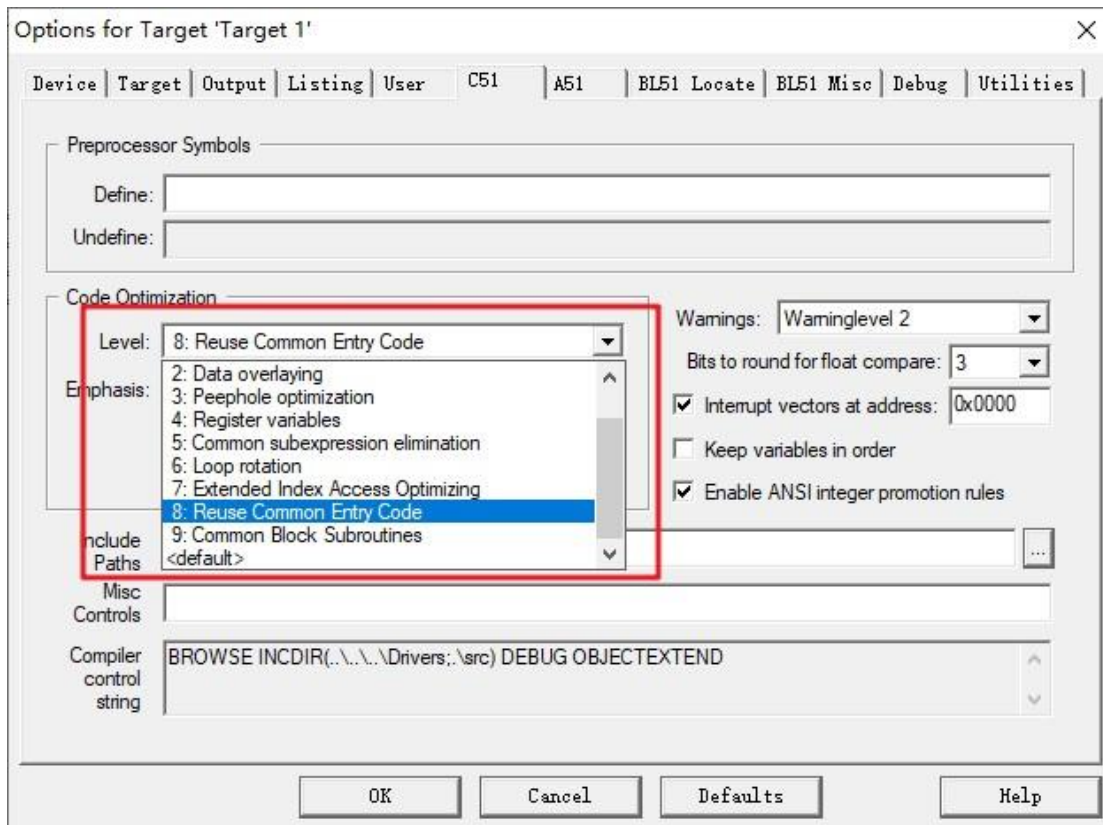 Options for Target 'Target 1'
Device Target Output Listing User C51 A51 BL51 Locate BL51 Misc Debug Utilities
Preprocessor Symbols
Define:
Undefine:
Code Optimization
Level: 8: Reuse Common Entry Code
2: Data overlaying
3: Peephole optimization
4: Register variables
5: Common subexpression elimination
6: Loop rotation
7: Extended Index Access Optimizing
8: Reuse Common Entry Code
9: Common Block Subroutines
<default>
Emphasis:
Warnings: Warninglevel 2
Bits to round for float compare: 3
Interrupt vectors at address: 0x0000
Keep variables in order
Enable ANSI integer promotion rules
Include
Paths
...
Misc
Controls
Compiler
control
string
BROWSE INCDIR(..\..\..\Drivers;.\src) DEBUG OBJECTEXTEND
OK Cancel Defaults Help